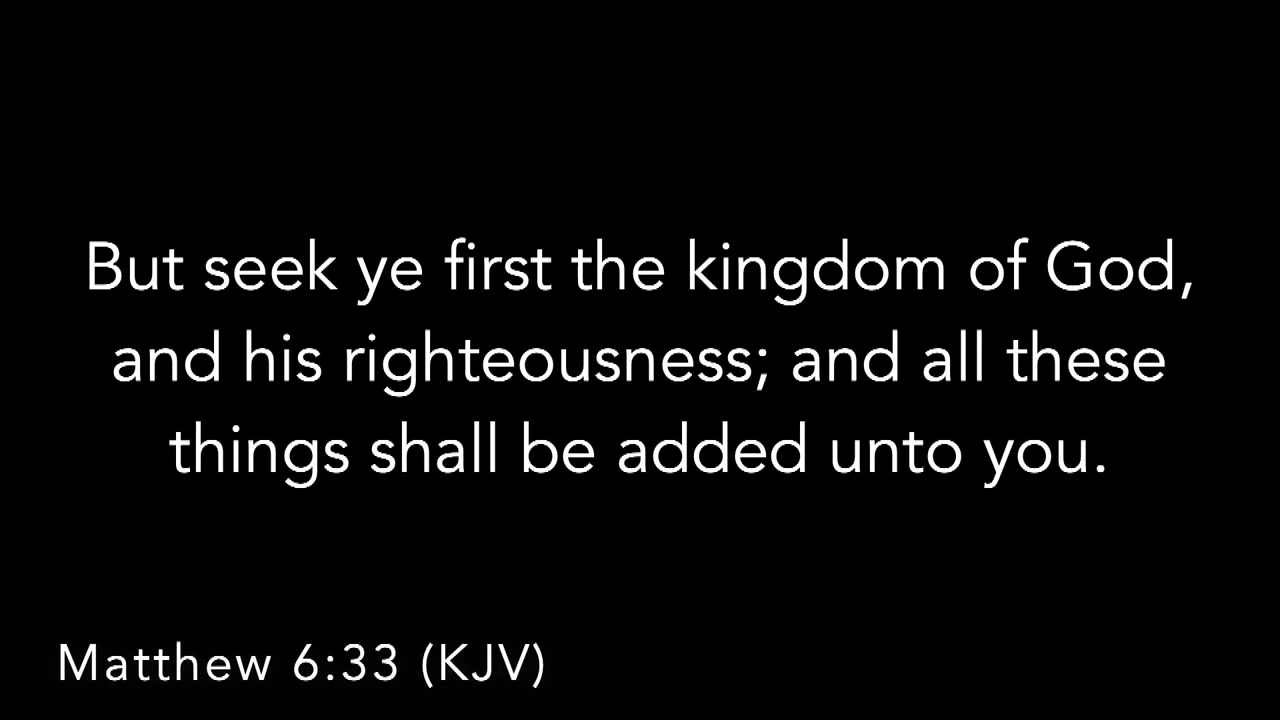 But seek ye first the kingdom of God,
and his righteousness; and all these
things shall be added unto you.
Matthew 6:33 (KJV)